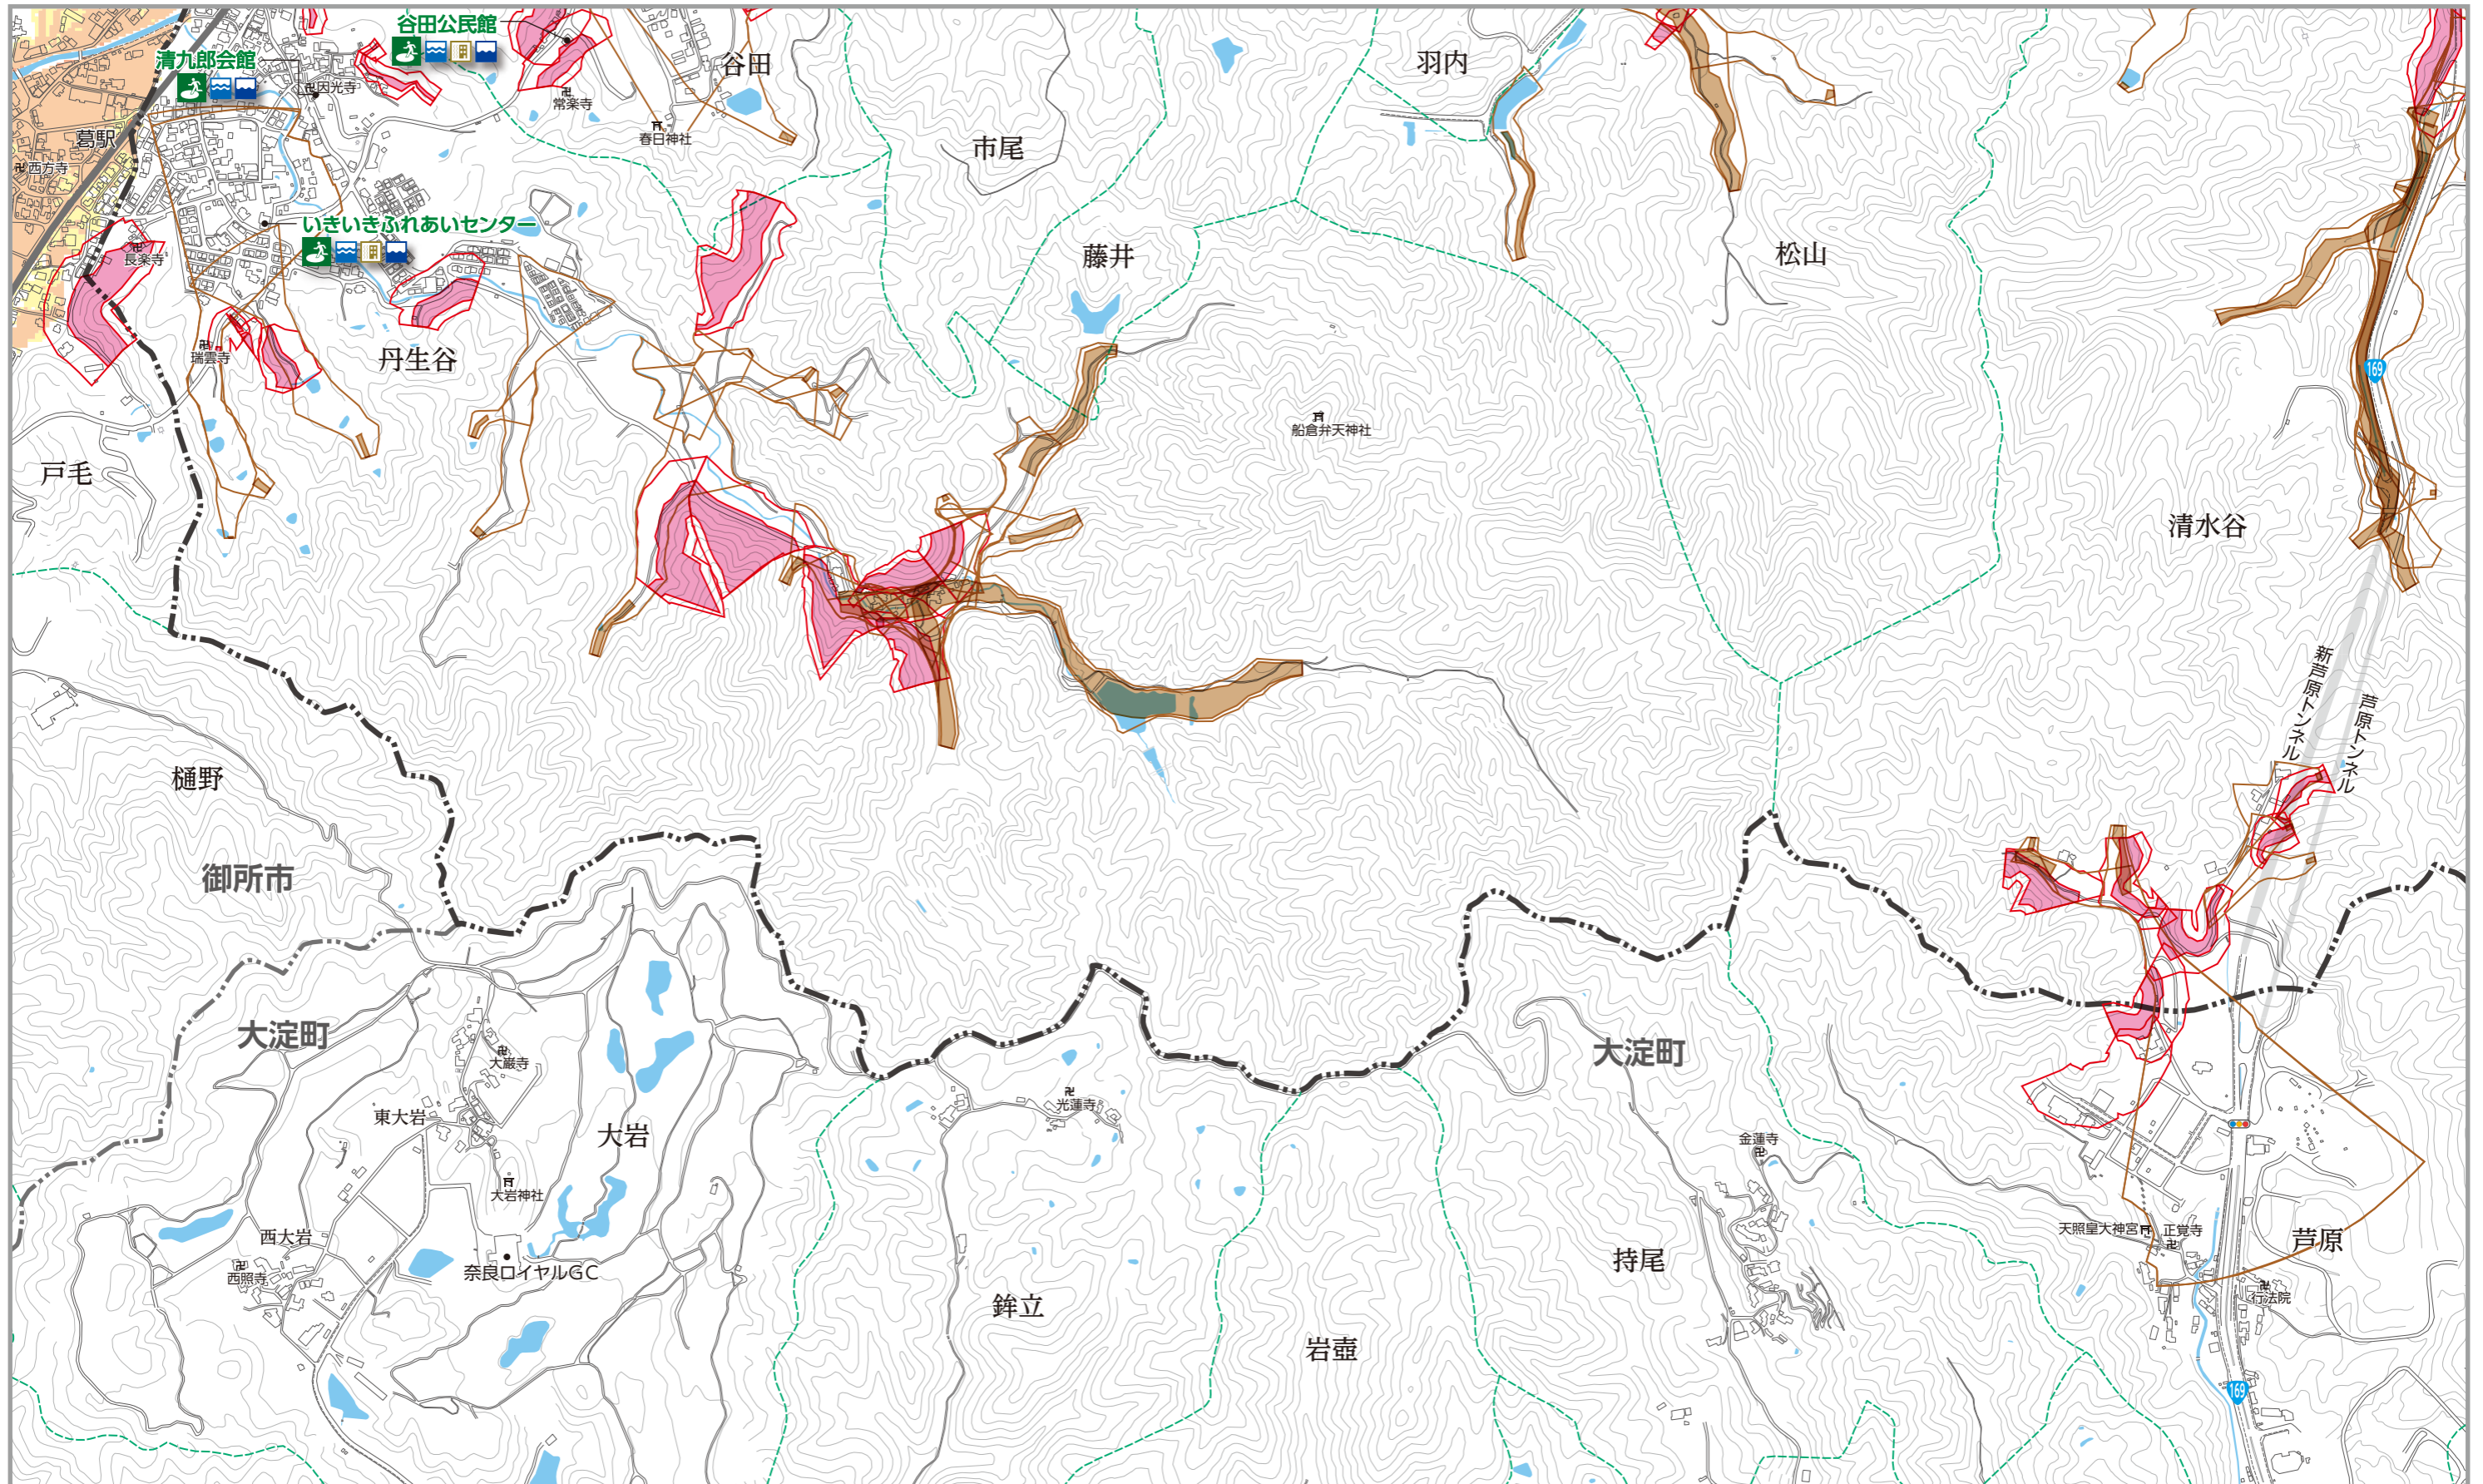 谷田公民館
清九郎会館
谷田
羽内
因光寺
常楽寺
春日神社
葛駅
市尾
西方寺
いきいきふれあいセンター
長楽寺
藤井
松山
瑞雲寺
丹生谷
169
船倉弁天神社
戸毛
清水谷
新芦原トンネル
芦原トンネル
樋野
御所市
大淀町
大淀町
大巌寺
東大岩
大岩
光蓮寺
金蓮寺
大岩神社
西大岩
天照皇大神宮
正覚寺
芦原
持尾
西照寺
奈良ロイヤルGC
行法院
鉾立
岩壺
169